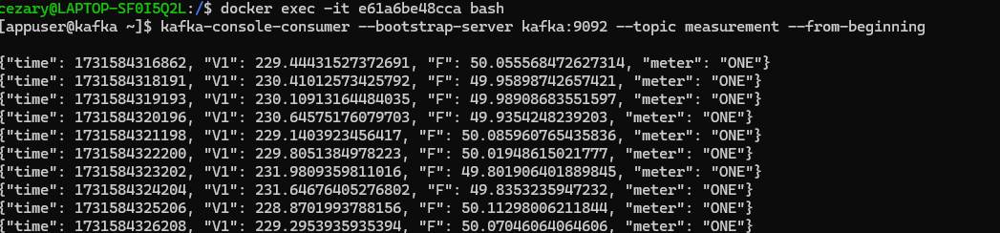 cezary@LAPTOP-SF0I5Q2L:/$ docker exec -it e61a6be48cca bash
[appuser@kafka ~]$ kafka-console-consumer --bootstrap-server kafka:9092 --topic measurement --from-beginning
{"time": 1731584316862, "V1": 229.44431527372691, "F": 50.055568472627314, "meter": "ONE"}
{"time": 1731584318191, "V1": 230.41012573425792, "F": 49.95898742657421, "meter": "ONE"}
{"time": 1731584319193, "V1": 230.10913164484035, "F": 49.98908683551597, "meter": "ONE"}
{"time": 1731584320196, "V1": 230.64575176079703, "F": 49.9354248239203, "meter": "ONE"}
{"time": 1731584321198, "V1": 229.1403923456417, "F": 50.085960765435836, "meter": "ONE"}
{"time": 1731584322200, "V1": 229.8051384978223, "F": 50.01948615021777, "meter": "ONE"}
{"time": 1731584323202, "V1": 231.9809359811016, "F": 49.801906401889845, "meter": "ONE"}
{"time": 1731584324204, "V1": 231.64676405276802, "F": 49.8353235947232, "meter": "ONE"}
{"time": 1731584325206, "V1": 228.8701993788156, "F": 50.11298006211844, "meter": "ONE"}
{"time": 1731584326208, "V1": 229.2953935935394, "F": 50.07046064064606, "meter": "ONE"}